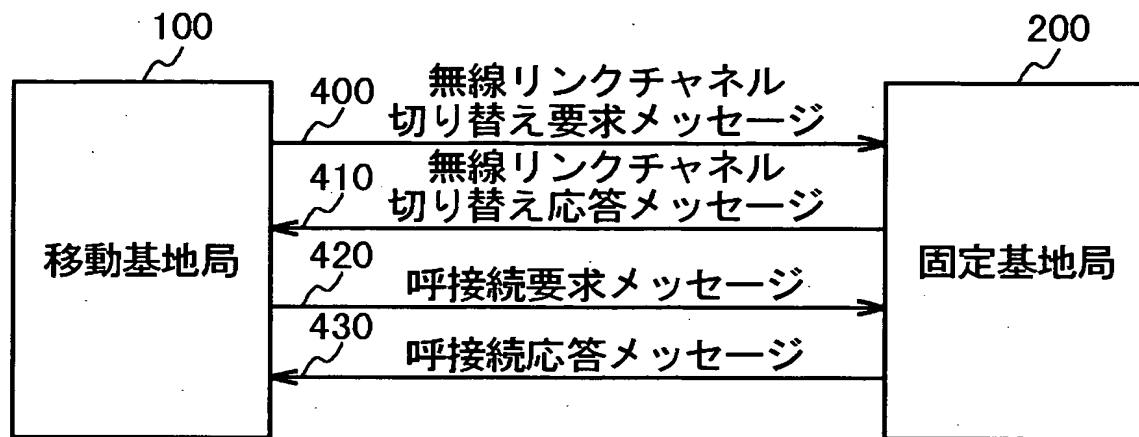 100
200
400
無線リンクチャネル
切り替え要求メッセージ
410
無線リンクチャネル
切り替え応答メッセージ
移動基地局
420
呼接続要求メッセージ
固定基地局
430
呼接続応答メッセージ